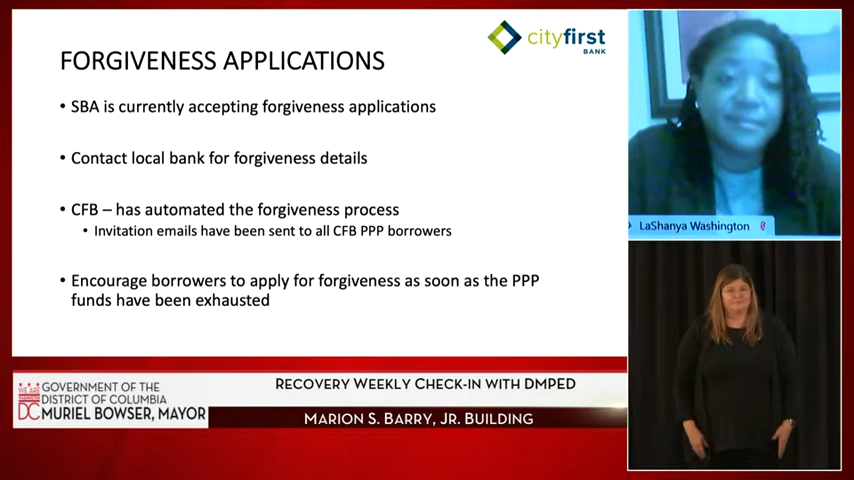 cityfirst
BANK
FORGIVENESS APPLICATIONS
• SBA is currently accepting forgiveness applications
• Contact local bank for forgiveness details
• CFB – has automated the forgiveness process
• Invitation emails have been sent to all CFB PPP borrowers
• Encourage borrowers to apply for forgiveness as soon as the PPP
funds have been exhausted
LaShanya Washington
WE ARE
DC
GOVERNMENT OF THE
DISTRICT OF COLUMBIA
MURIEL BOWSER, MAYOR
RECOVERY WEEKLY CHECK-IN WITH DMPED
MARION S. BARRY, JR. BUILDING